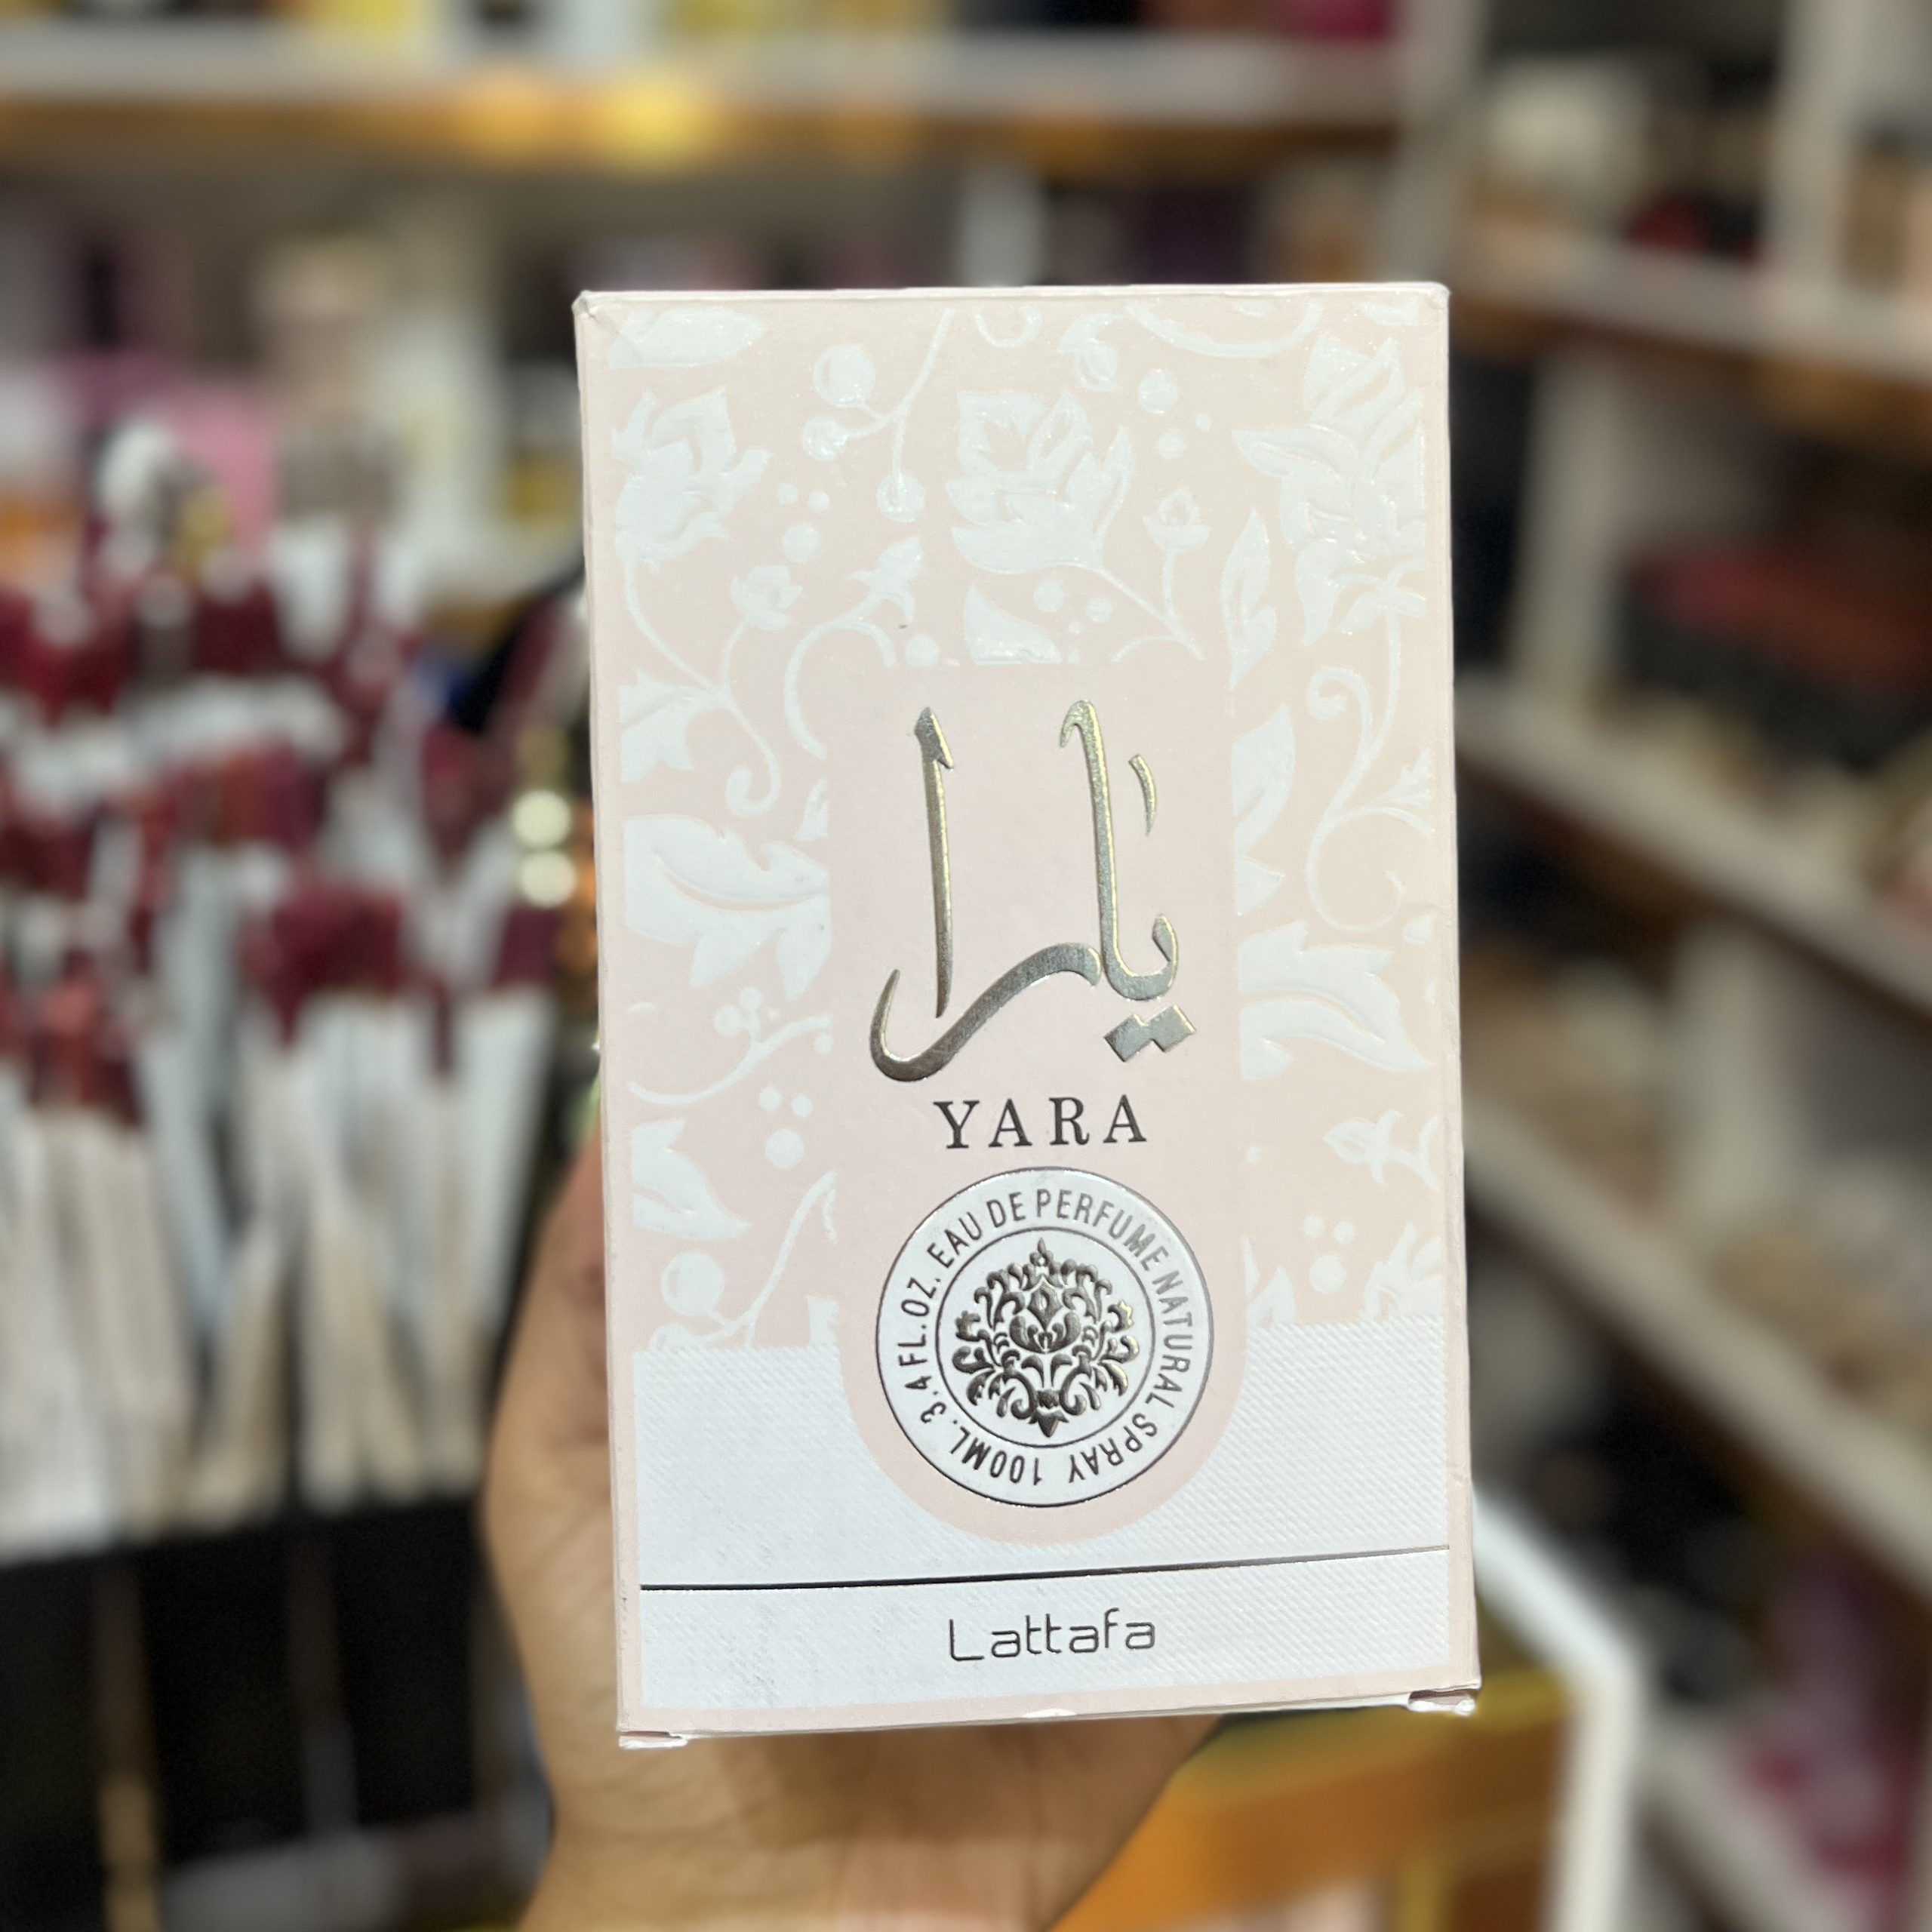 يارا
YARA
3.4 FL.OZ. EAU DE PERFUME NATURAL SPRAY 100ML.
Lattafa